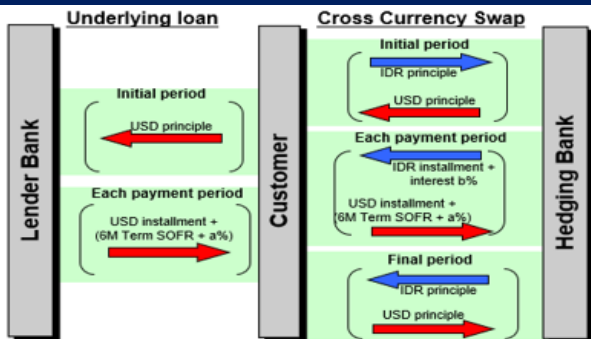 Underlying loan
Cross Currency Swap
Lender Bank
Initial period
USD principle
Each payment period
USD installment +
(6M Term SOFR + a%)
Customer
Initial period
IDR principle
USD principle
Each payment period
IDR installment +
interest b%
USD installment +
(6M Term SOFR + a%)
Final period
IDR principle
USD principle
Hedging Bank